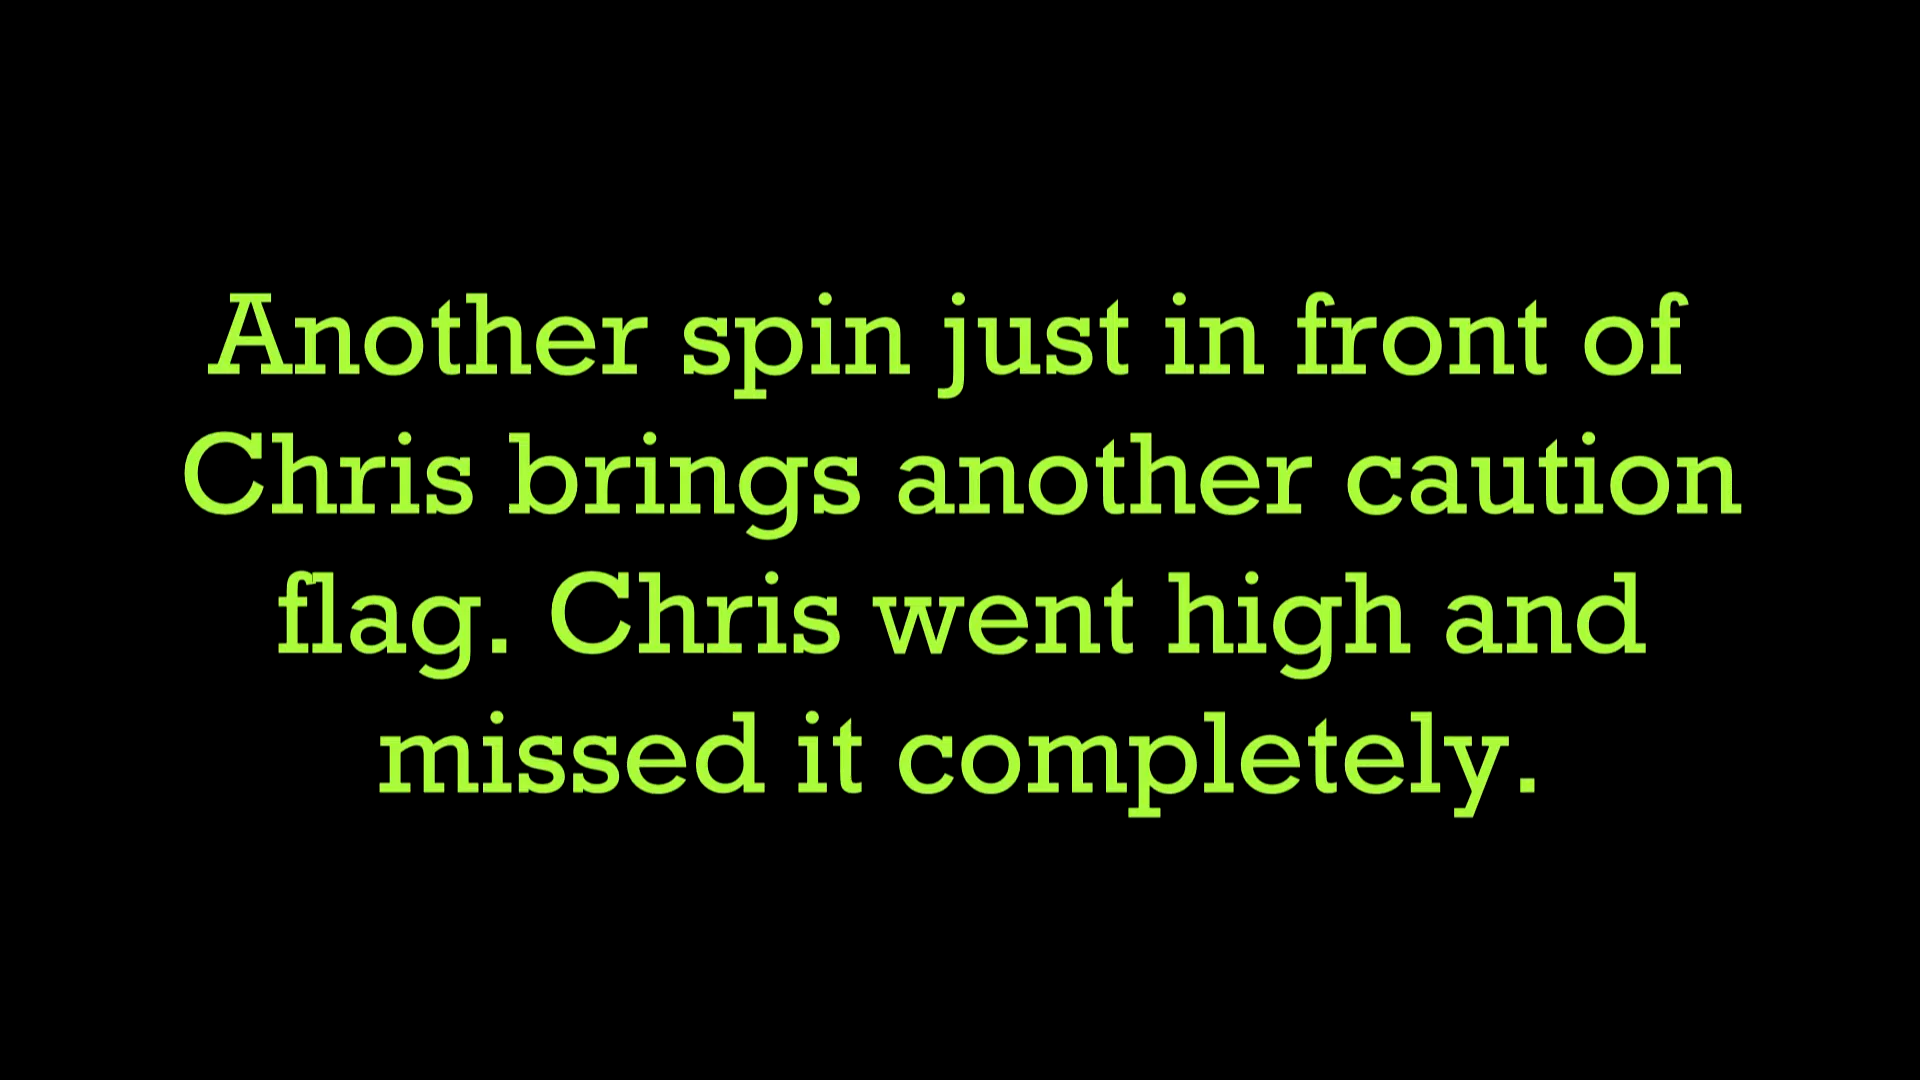 Another spin just in front of
Chris brings another caution
flag. Chris went high and
missed it completely.